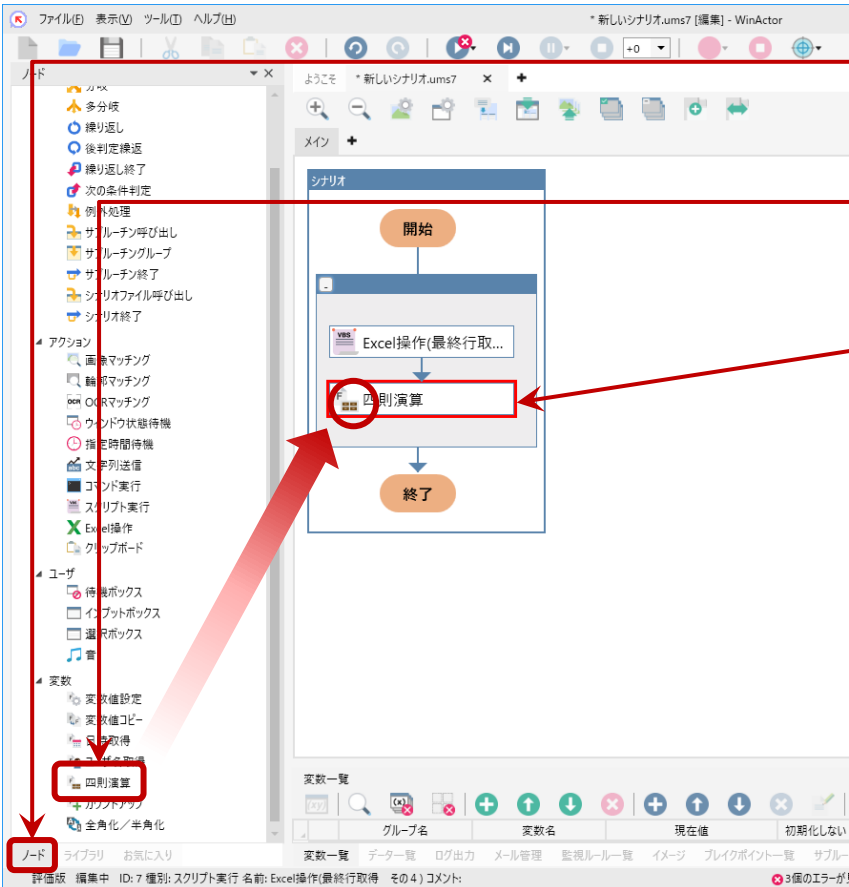 ファイル(F) 表示(V) ツール(T) ヘルプ(H)
* 新しいシナリオ.ums7 [編集] - WinActor
+0
ノード
ようこそ * 新しいシナリオ.ums7
メイン
分岐
多分岐
繰り返し
後判定繰返
繰り返し終了
次の条件判定
例外処理
サブルーチン呼び出し
サブルーチングループ
サブルーチン終了
シナリオファイル呼び出し
シナリオ終了
アクション
画像マッチング
輪郭マッチング
OCRマッチング
ウィンドウ状態待機
指定時間待機
文字列送信
コマンド実行
スクリプト実行
Excel操作
クリップボード
ユーザ
待機ボックス
インプットボックス
選択ボックス
音
変数
変数値設定
変数値コピー
日時取得
ユーザ名取得
四則演算
カウントアップ
全角化/半角化
ノード ライブラリ お気に入り
シナリオ
開始
VBS
Excel操作(最終行取...
四則演算
終了
変数一覧
グループ名 変数名 現在値 初期化しない
変数一覧 データ一覧 ログ出力 メール管理 監視ルール一覧 イメージ ブレイクポイント一覧 サブルー
評価版 編集中 ID: 7 種別: スクリプト実行 名前: Excel操作(最終行取得 その4) コメント:
3個のエラーが